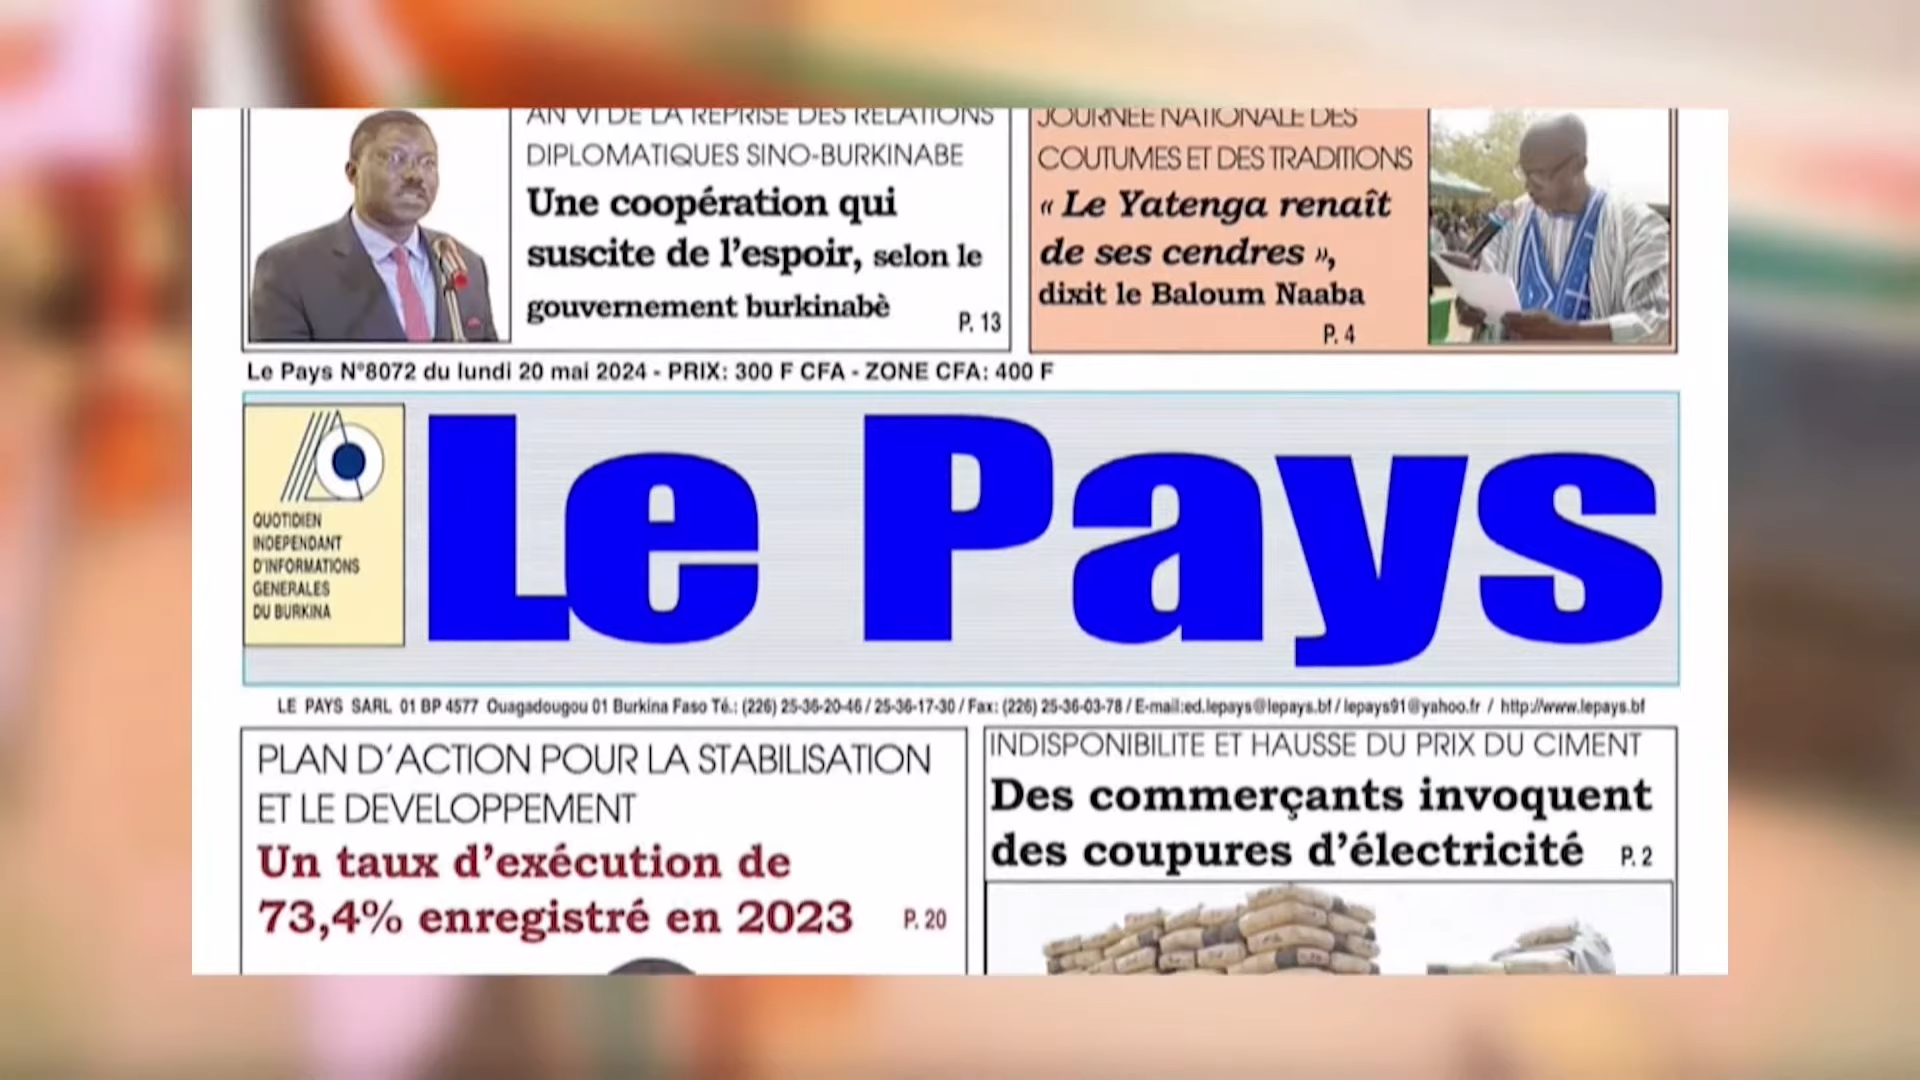 AN VI DE LA REPRISE DES RELATIONS
DIPLOMATIQUES SINO-BURKINABE
Une coopération qui
suscite de l’espoir, selon le
gouvernement burkinabè
P. 13
JOURNEE NATIONALE DES
COUTUMES ET DES TRADITIONS
« Le Yatenga renaît
de ses cendres »,
dixit le Baloum Naaba
P. 4
Le Pays N°8072 du lundi 20 mai 2024 - PRIX: 300 F CFA - ZONE CFA: 400 F
QUOTIDIEN
INDEPENDANT
D'INFORMATIONS
GENERALES
DU BURKINA
Le Pays
LE PAYS SARL 01 BP 4577 Ouagadougou 01 Burkina Faso Té.: (226) 25-36-20-46 / 25-36-17-30 / Fax: (226) 25-36-03-78 / E-mail:ed.lepays@lepays.bf / lepays91@yahoo.fr / http://www.lepays.bf
PLAN D’ACTION POUR LA STABILISATION
ET LE DEVELOPPEMENT
Un taux d’exécution de
73,4% enregistré en 2023 P. 20
INDISPONIBILITE ET HAUSSE DU PRIX DU CIMENT
Des commerçants invoquent
des coupures d’électricité P. 2